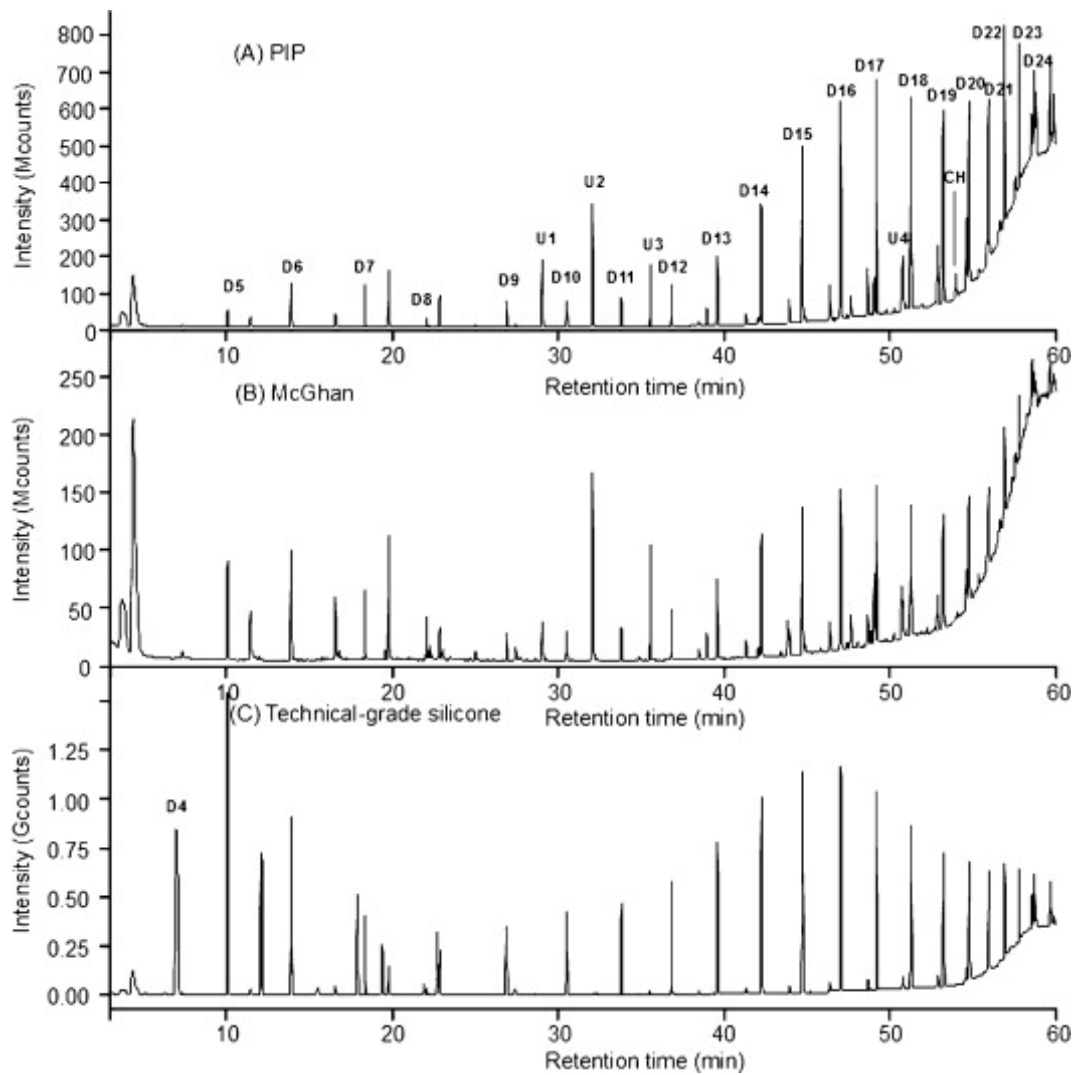 (A) PIP
Intensity (Mcounts)
800
700
600
500
400
300
200
100
0
D5
D6
D7
D8
D9
U1
D10
U2
D11
U3
D12
D13
D14
D15
D16
D17
U4
D18
D19
CH
D20
D21
D22
D23
D24
10
20
30
40
50
60
Retention time (min)
(B) McGhan
Intensity (Mcounts)
250
200
150
100
50
0
10
20
30
40
50
60
Retention time (min)
(C) Technical-grade silicone
Intensity (Gcounts)
1.25
1.00
0.75
0.50
0.25
0.00
D4
10
20
30
40
50
60
Retention time (min)